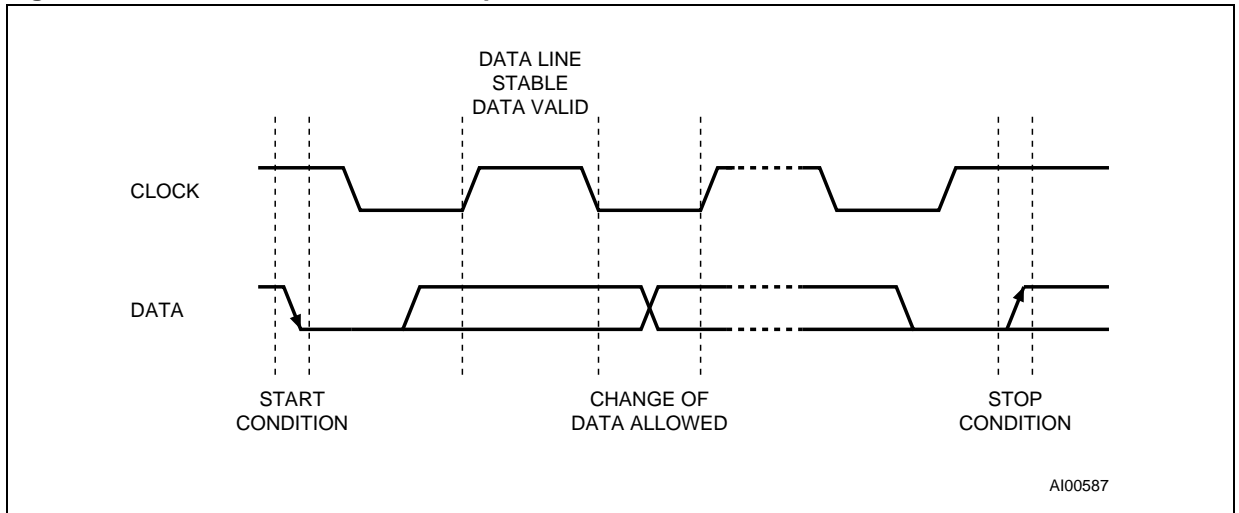 DATA LINE
STABLE
DATA VALID
CLOCK
DATA
START
CONDITION
CHANGE OF
DATA ALLOWED
STOP
CONDITION
AI00587